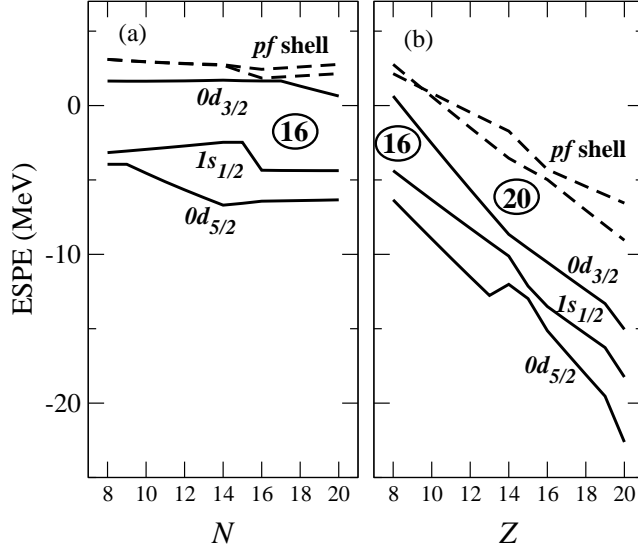 (a)
pf shell
0d3/2
16
1s1/2
0d5/2
0
-10
-20
ESPE (MeV)
8 10 12 14 16 18 20
N
(b)
16
pf shell
20
0d3/2
1s1/2
0d5/2
8 10 12 14 16 18 20
Z